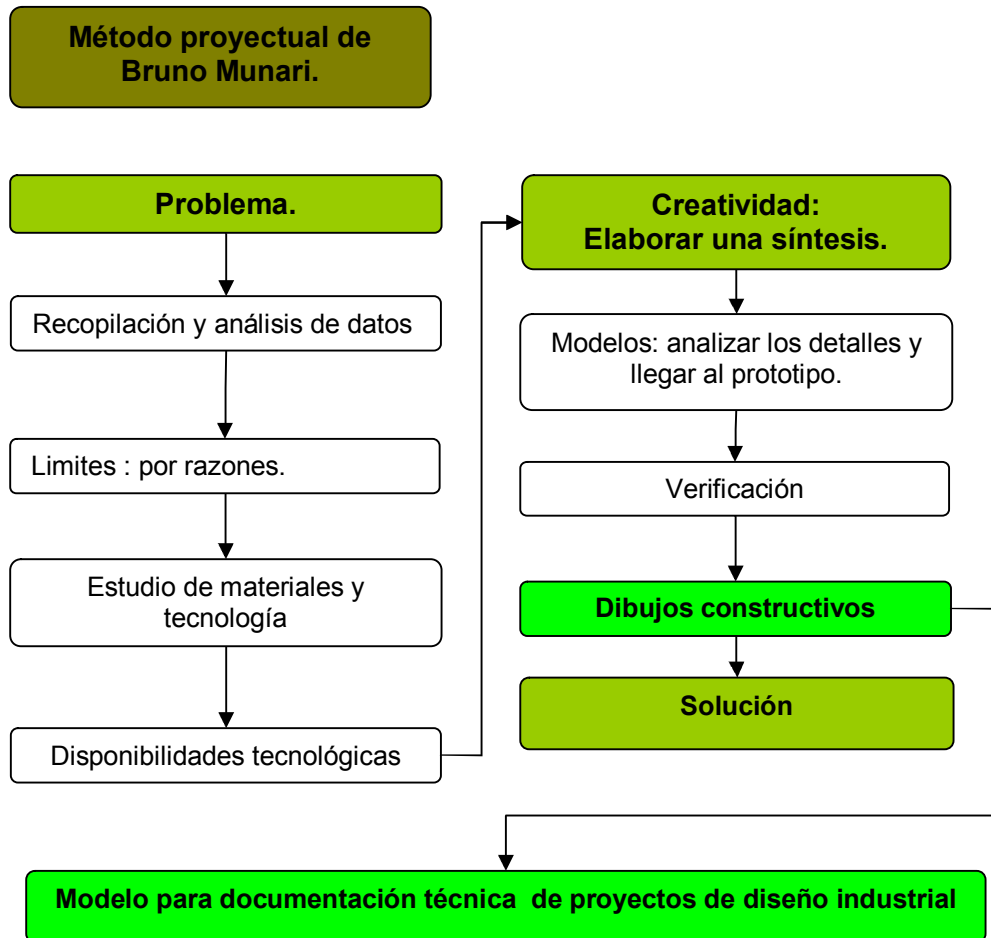 Método proyectual de
Bruno Munari.
Problema.
Recopilación y análisis de datos
Limites : por razones.
Estudio de materiales y
tecnología
Disponibilidades tecnológicas
Creatividad:
Elaborar una síntesis.
Modelos: analizar los detalles y
llegar al prototipo.
Verificación
Dibujos constructivos
Solución
Modelo para documentación técnica  de proyectos de diseño industrial